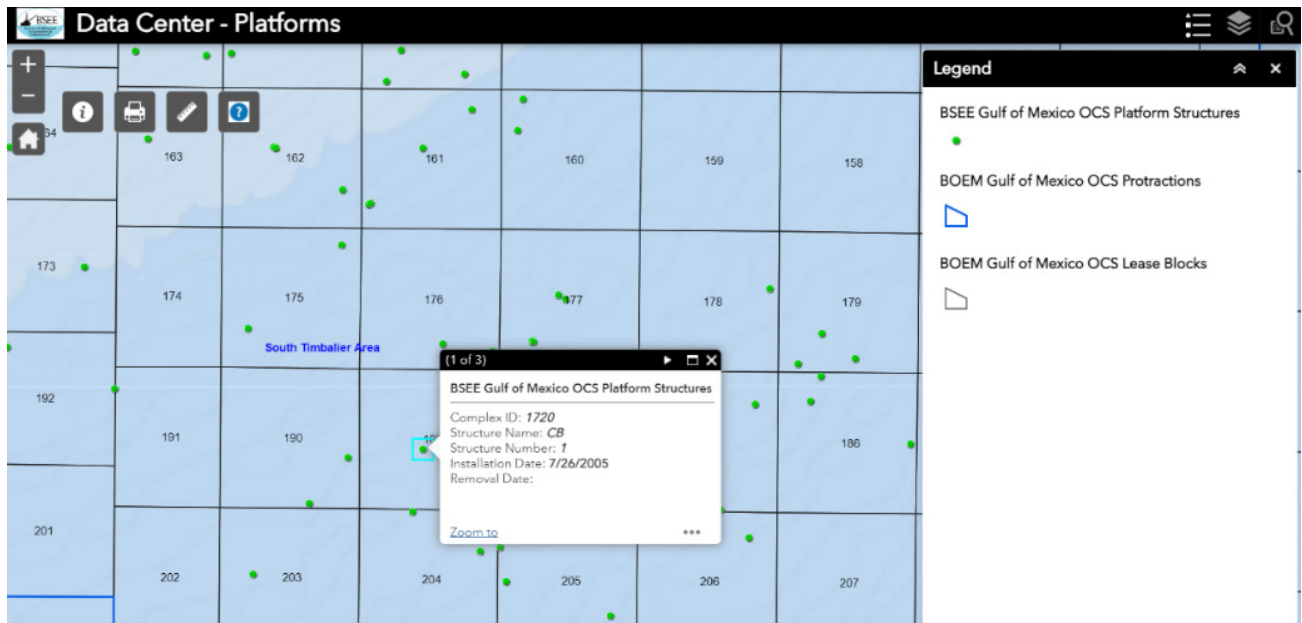 BSEE
Data Center - Platforms
Legend
BSEE Gulf of Mexico OCS Platform Structures
BOEM Gulf of Mexico OCS Protractions
BOEM Gulf of Mexico OCS Lease Blocks
163
162
161
160
159
158
173
174
175
176
177
178
179
South Timbalier Area
(1 of 3)
BSEE Gulf of Mexico OCS Platform Structures
Complex ID: 1720
Structure Name: CB
Structure Number: 1
Installation Date: 7/26/2005
Removal Date:
Zoom to
192
191
190
186
201
202
203
204
205
206
207